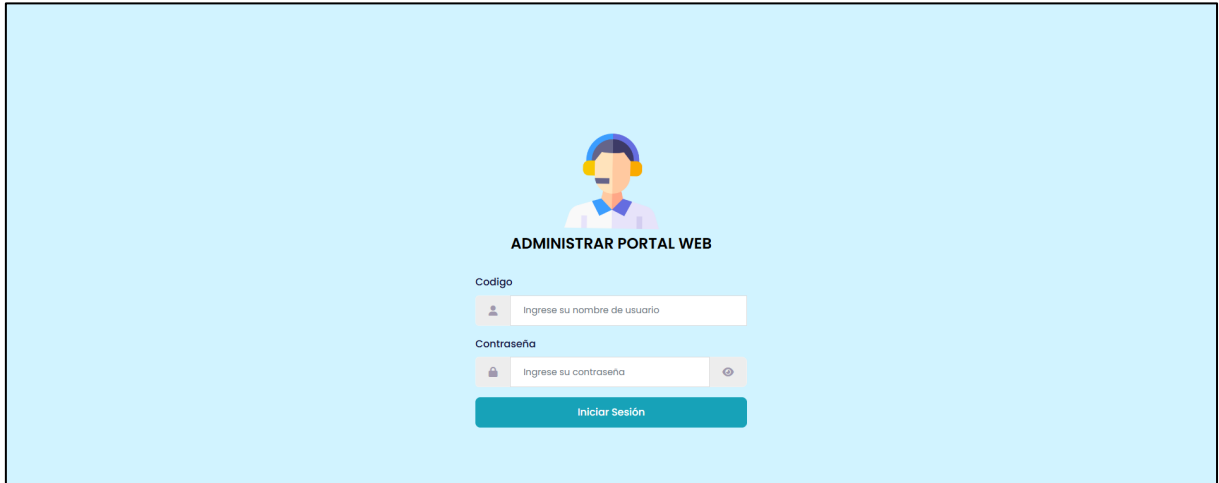 ADMINISTRAR PORTAL WEB
Codigo
Ingrese su nombre de usuario
Contraseña
Ingrese su contraseña
Iniciar Sesión